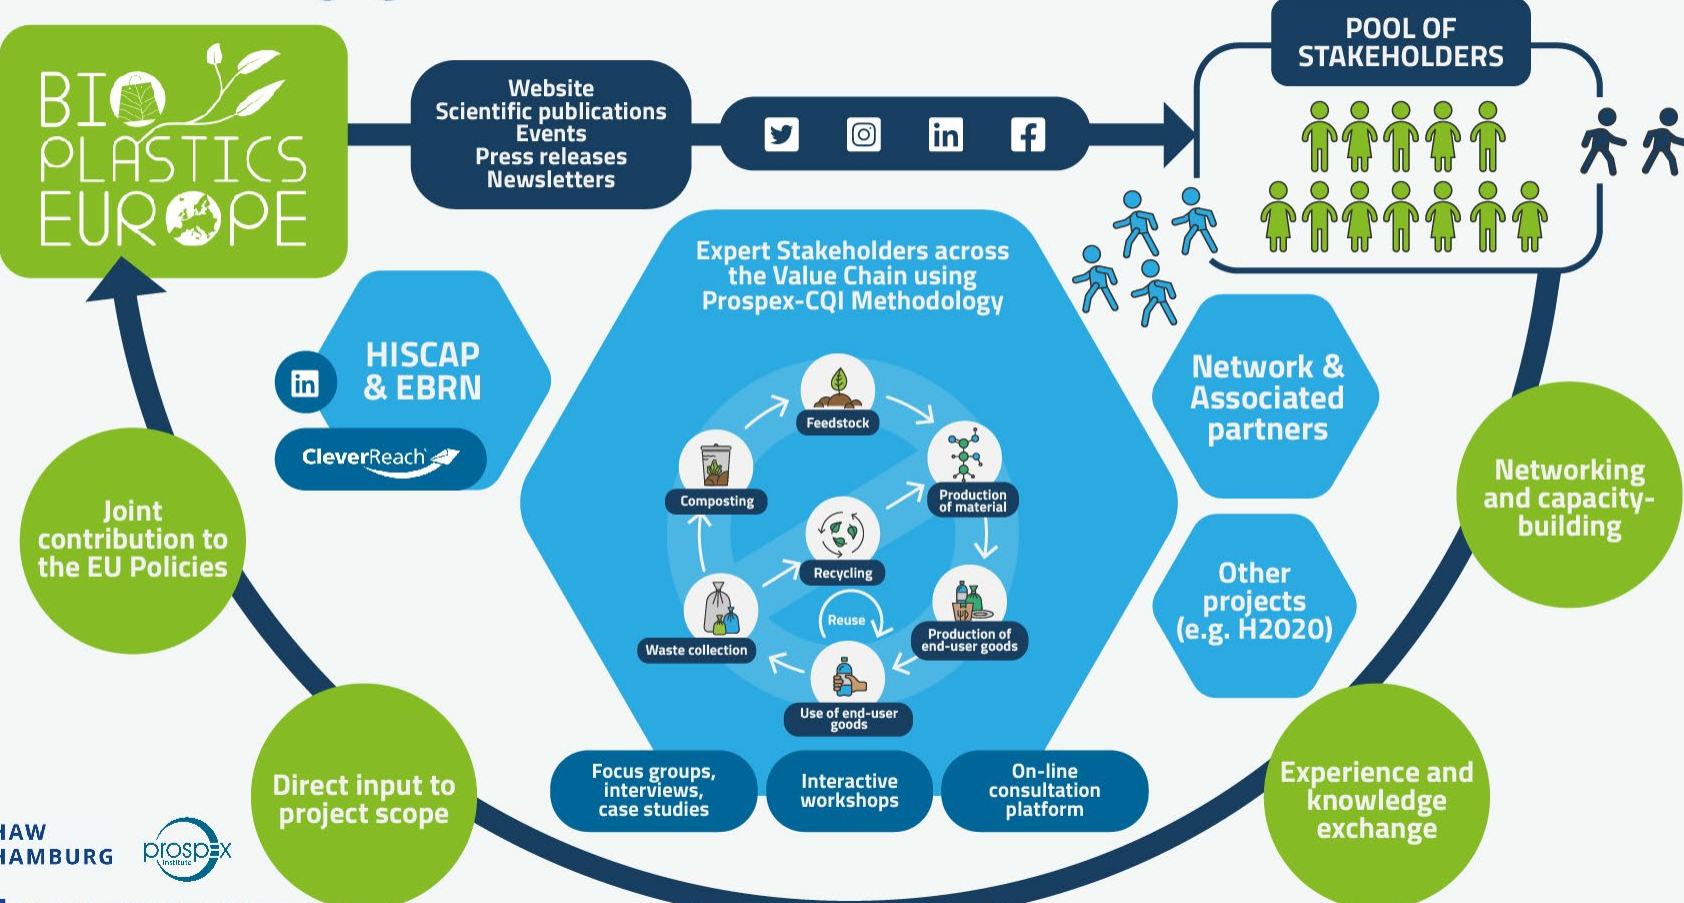 BIO
PLASTICS
EUROPE
Website
Scientific publications
Events
Press releases
Newsletters
POOL OF
STAKEHOLDERS
Expert Stakeholders across
the Value Chain using
Prospex-CQI Methodology
HISCAP
& EBRN
in
CleverReach
Feedstock
Production
of material
Composting
Recycling
Reuse
Waste collection
Production of
end-user goods
Use of end-user
goods
Network &
Associated
partners
Other
projects
(e.g. H2020)
Networking
and capacity-
building
Experience and
knowledge
exchange
Joint
contribution to
the EU Policies
Direct input to
project scope
Focus groups,
interviews,
case studies
Interactive
workshops
On-line
consultation
platform
HAW
HAMBURG
prospex
institute